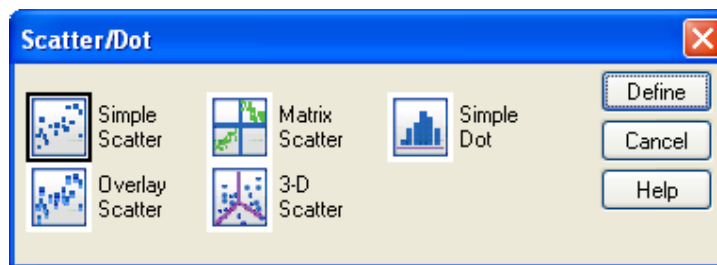 Scatter/Dot
Simple
Scatter
Matrix
Scatter
Simple
Dot
Overlay
Scatter
3-D
Scatter
Define
Cancel
Help